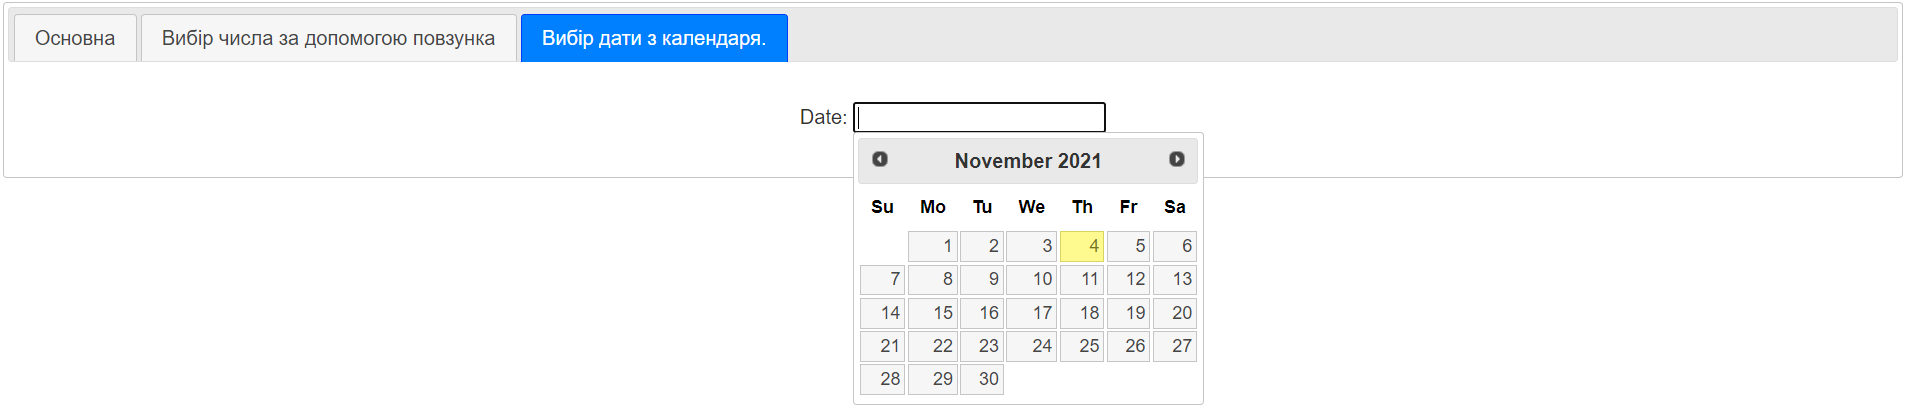 Основна Вибір числа за допомогою повзунка Вибір дати з календаря.
Date:
November 2021
Su Mo Tu We Th Fr Sa
1 2 3 4 5 6
7 8 9 10 11 12 13
14 15 16 17 18 19 20
21 22 23 24 25 26 27
28 29 30